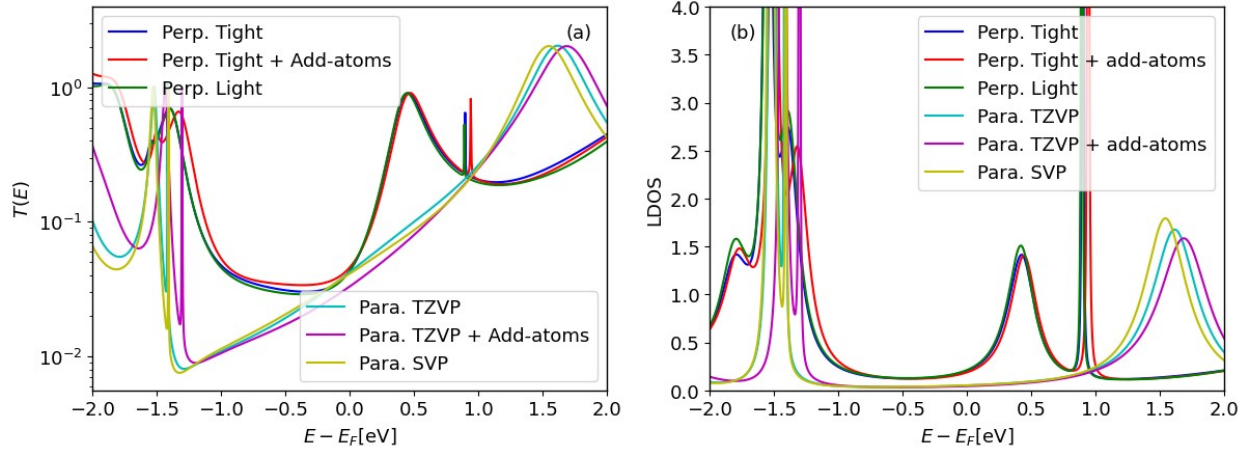 Perp. Tight
Perp. Tight + Add-atoms
Perp. Light
(a)
Para. TZVP
Para. TZVP + Add-atoms
Para. SVP
T(E)
10⁰
10⁻¹
10⁻²
−2.0 −1.5 −1.0 −0.5 0.0 0.5 1.0 1.5 2.0
E − E_F[eV]
(b)
Perp. Tight
Perp. Tight + add-atoms
Perp. Light
Para. TZVP
Para. TZVP + add-atoms
Para. SVP
LDOS
4.0
3.5
3.0
2.5
2.0
1.5
1.0
0.5
0.0
−2.0 −1.5 −1.0 −0.5 0.0 0.5 1.0 1.5 2.0
E − E_F[eV]